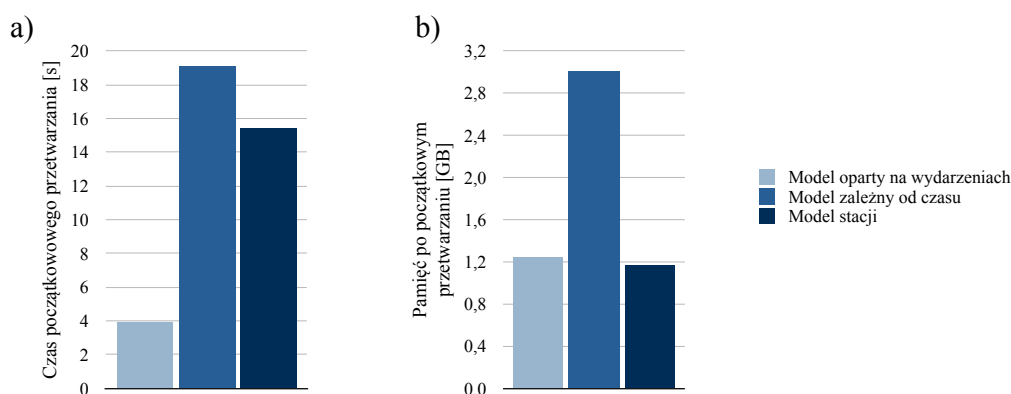 a)
Czas początkowowego przetwarzania [s]
20
18
16
14
12
10
8
6
4
2
0
b)
Pamięć po początkowym
przetwarzaniu [GB]
3,2
2,8
2,4
2,0
1,6
1,2
0,8
0,4
0,0
Model oparty na wydarzeniach
Model zależny od czasu
Model stacji